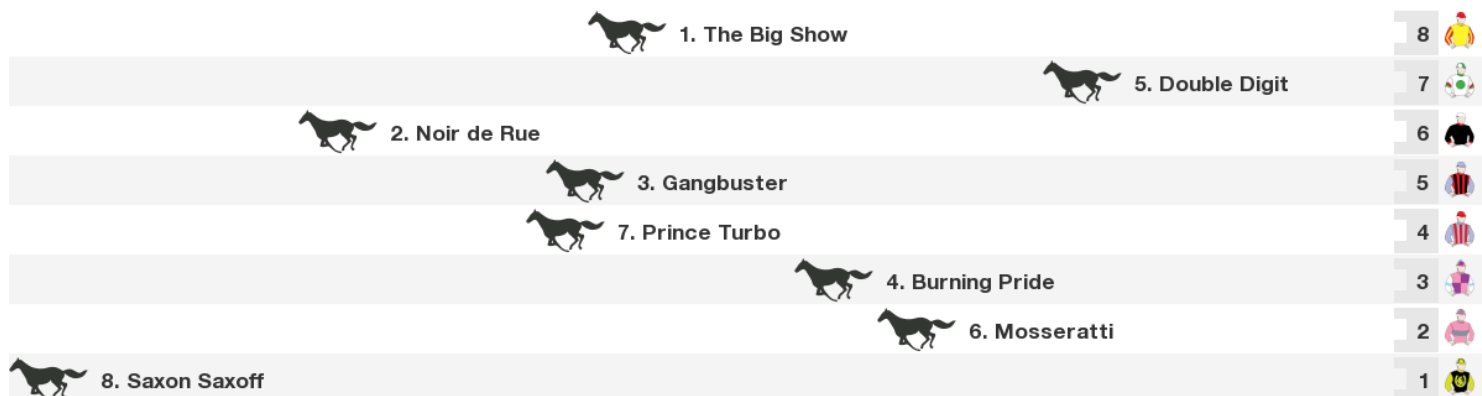 1. The Big Show 8
5. Double Digit 7
2. Noir de Rue 6
3. Gangbuster 5
7. Prince Turbo 4
4. Burning Pride 3
6. Mosseratti 2
8. Saxon Saxoff 1